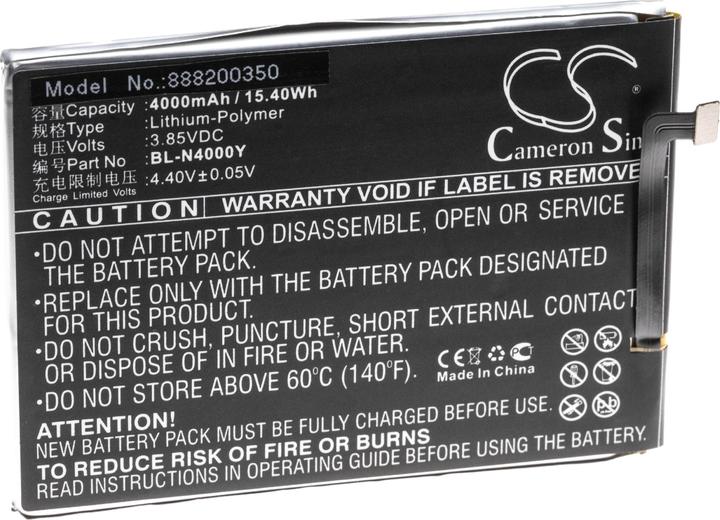 Model No.:888200350
容量Capacity: 4000mAh / 15.40Wh
规格Type: Lithium-Polymer
电压Volts: 3.85VDC
编号Part No.: BL-N4000Y
充电限制电压: 4.40V±0.05V
Charge Limited Volts
CS
®
Cameron Sin
CAUTION
WARRANTY VOID IF LABEL IS REMOVED
•DO NOT ATTEMPT TO DISASSEMBLE, OPEN OR SERVICE
THE BATTERY PACK.
•REPLACE ONLY WITH THE BATTERY PACK DESIGNATED
FOR THIS PRODUCT.
•DO NOT CRUSH, PUNCTURE, SHORT EXTERNAL CONTACT
OR DISPOSE OF IN FIRE OR WATER.
•DO NOT STORE ABOVE 60°C (140°F).
CE
Made In China
ATTENTION!
NEW BATTERY PACK MUST BE FULLY CHARGED BEFORE USE.
TO REDUCE RISK OF FIRE OR INJURY
READ INSTRUCTIONS IN OPERATING GUIDE BEFORE USING THE BATTERY.